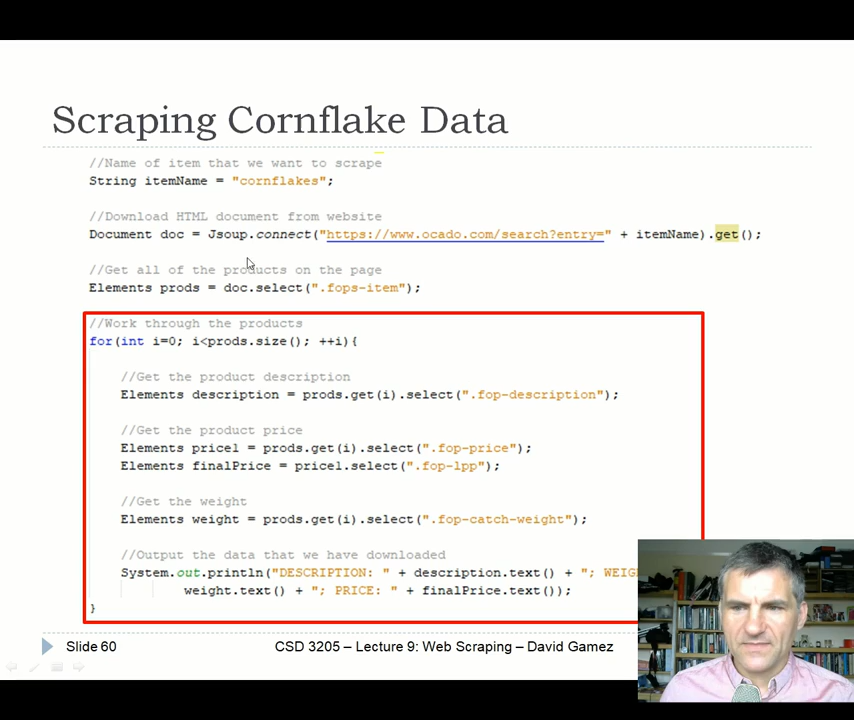 Scraping Cornflake Data
//Name of item that we want to scrape
String itemName = "cornflakes";
//Download HTML document from website
Document doc = Jsoup.connect("https://www.ocado.com/search?entry=" + itemName).get();
//Get all of the products on the page
Elements prods = doc.select(".fops-item");
//Work through the products
for(int i=0; i<prods.size(); ++i){
//Get the product description
Elements description = prods.get(i).select(".fop-description");
//Get the product price
Elements price1 = prods.get(i).select(".fop-price");
Elements finalPrice = price1.select(".fop-lpp");
//Get the weight
Elements weight = prods.get(i).select(".fop-catch-weight");
//Output the data that we have downloaded
System.out.println("DESCRIPTION: " + description.text() + "; WEIG
weight.text() + "; PRICE: " + finalPrice.text());
}
Slide 60
CSD 3205 – Lecture 9: Web Scraping – David Gamez